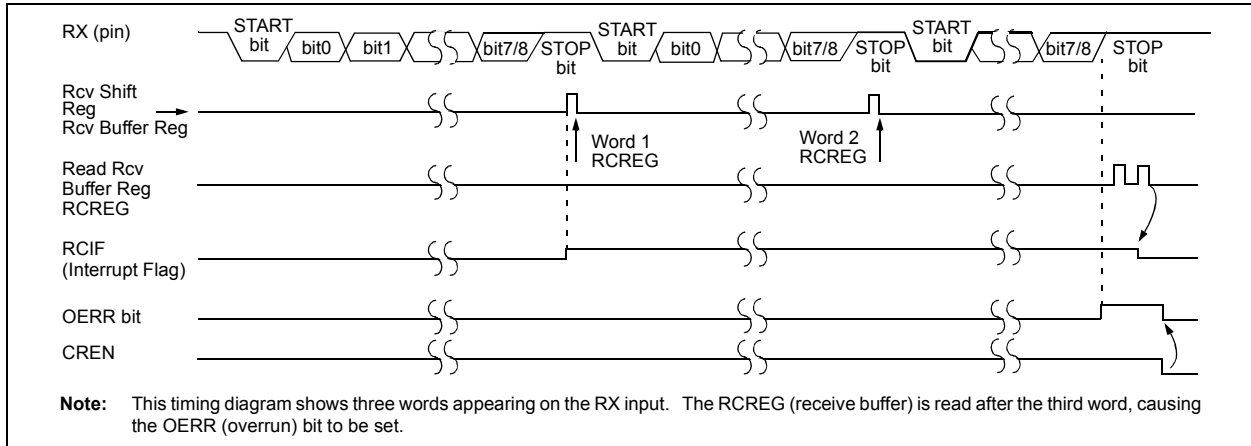 RX (pin)
START
bit
bit0
bit1
bit7/8
STOP
bit
START
bit
bit0
bit7/8
STOP
bit
START
bit
bit7/8
STOP
bit
Rcv Shift
Reg
Rcv Buffer Reg
Word 1
RCREG
Word 2
RCREG
Read Rcv
Buffer Reg
RCREG
RCIF
(Interrupt Flag)
OERR bit
CREN
Note: This timing diagram shows three words appearing on the RX input. The RCREG (receive buffer) is read after the third word, causing
the OERR (overrun) bit to be set.